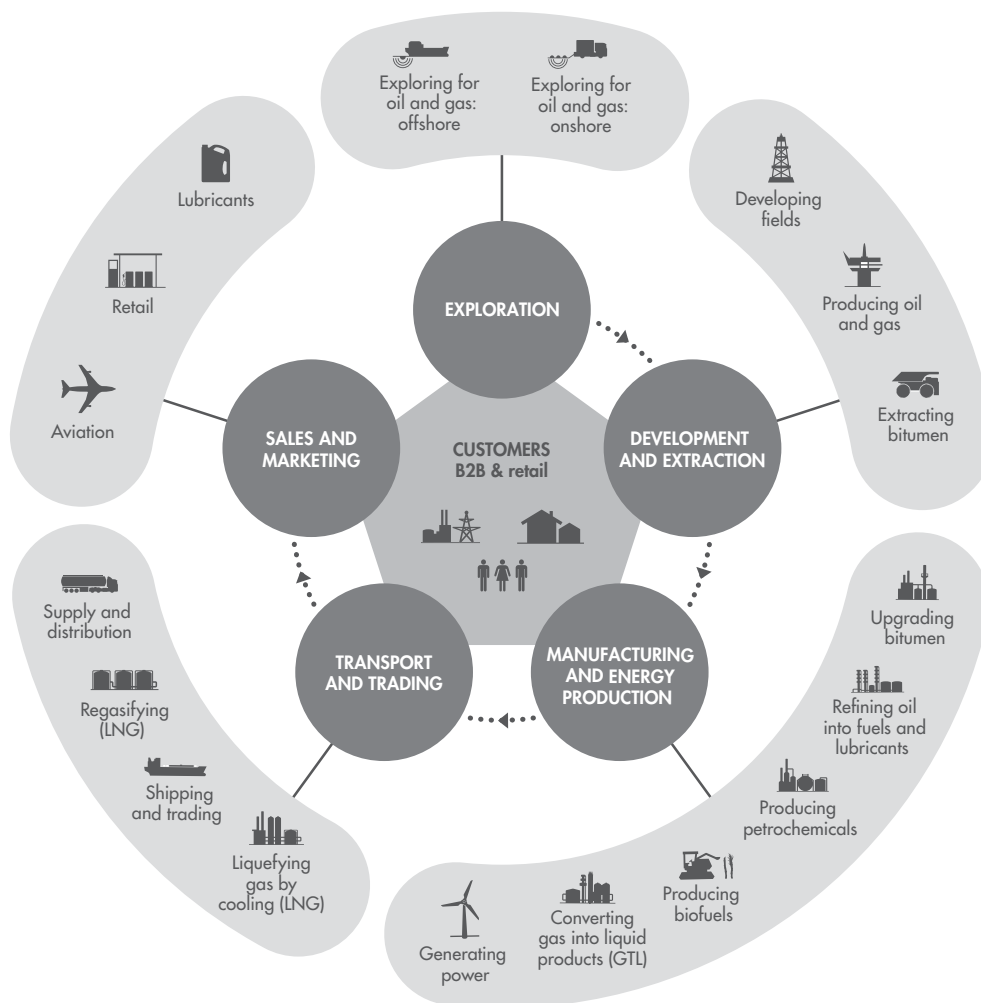 Exploring for
oil and gas:
offshore
Exploring for
oil and gas:
onshore
Developing
fields
Producing oil
and gas
Extracting
bitumen
Upgrading
bitumen
Refining oil
into fuels and
lubricants
Producing
petrochemicals
Producing
biofuels
Converting
gas into liquid
products (GTL)
Generating
power
Liquefying
gas by
cooling (LNG)
Shipping
and trading
Regasifying
(LNG)
Supply and
distribution
Aviation
Retail
Lubricants
EXPLORATION
DEVELOPMENT
AND EXTRACTION
MANUFACTURING
AND ENERGY
PRODUCTION
TRANSPORT
AND TRADING
SALES AND
MARKETING
CUSTOMERS
B2B & retail